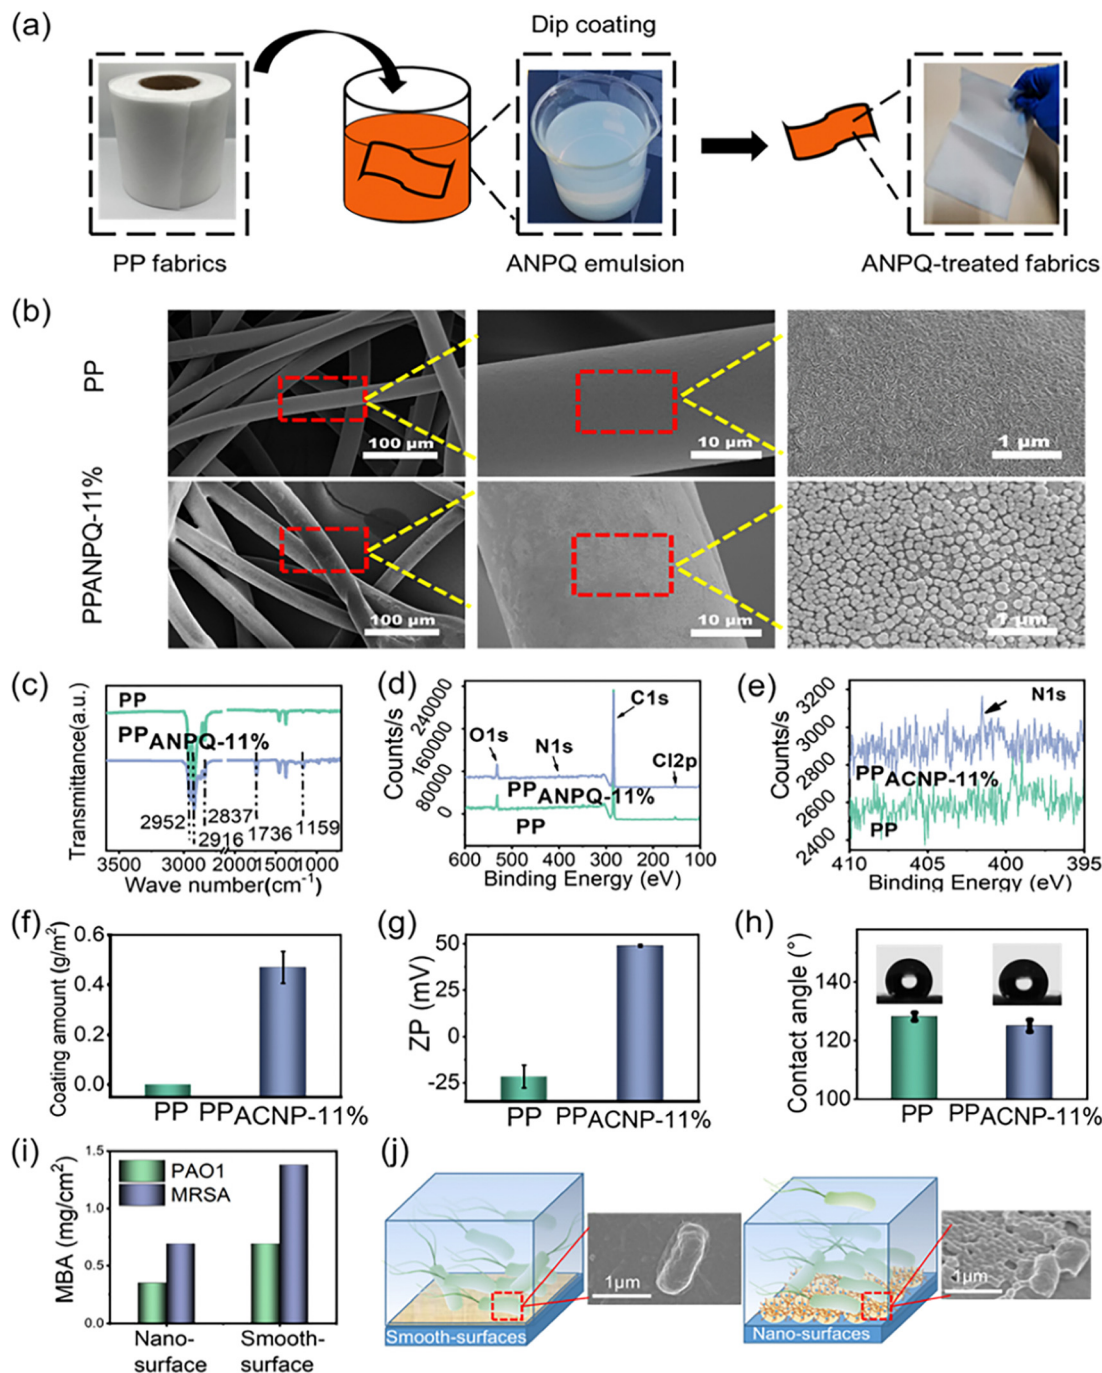 (a)
Dip coating
PP fabrics
ANPQ emulsion
ANPQ-treated fabrics
(b)
PP
100 μm
10 μm
1 μm
PPANPQ-11%
100 μm
10 μm
1 μm
(c)
Transmittance(a.u.)
PP
PPANPQ-11%
2952
2916
2837
1736
1159
3600
3000
2000
1500
1000
Wave number(cm-1)
(d)
Counts/s
240000
160000
80000
0
O1s
N1s
C1s
Cl2p
PPANPQ-11%
PP
600 500 400 300 200 100
Binding Energy (eV)
(e)
Counts/s
3200
3000
2800
2600
2400
N1s
PPACNP-11%
PP
410 405 400 395
Binding Energy (eV)
(f)
Coating amount (g/m2)
0.6
0.4
0.2
0.0
PP PPACNP-11%
(g)
ZP (mV)
50
25
0
-25
PP PPACNP-11%
(h)
Contact angle (°)
140
120
100
PP PPACNP-11%
(i)
MBA (mg/cm2)
1.5
1.0
0.5
0.0
PAO1
MRSA
Nano-
surface
Smooth-
surface
(j)
Smooth-surfaces
1μm
Nano-surfaces
1μm